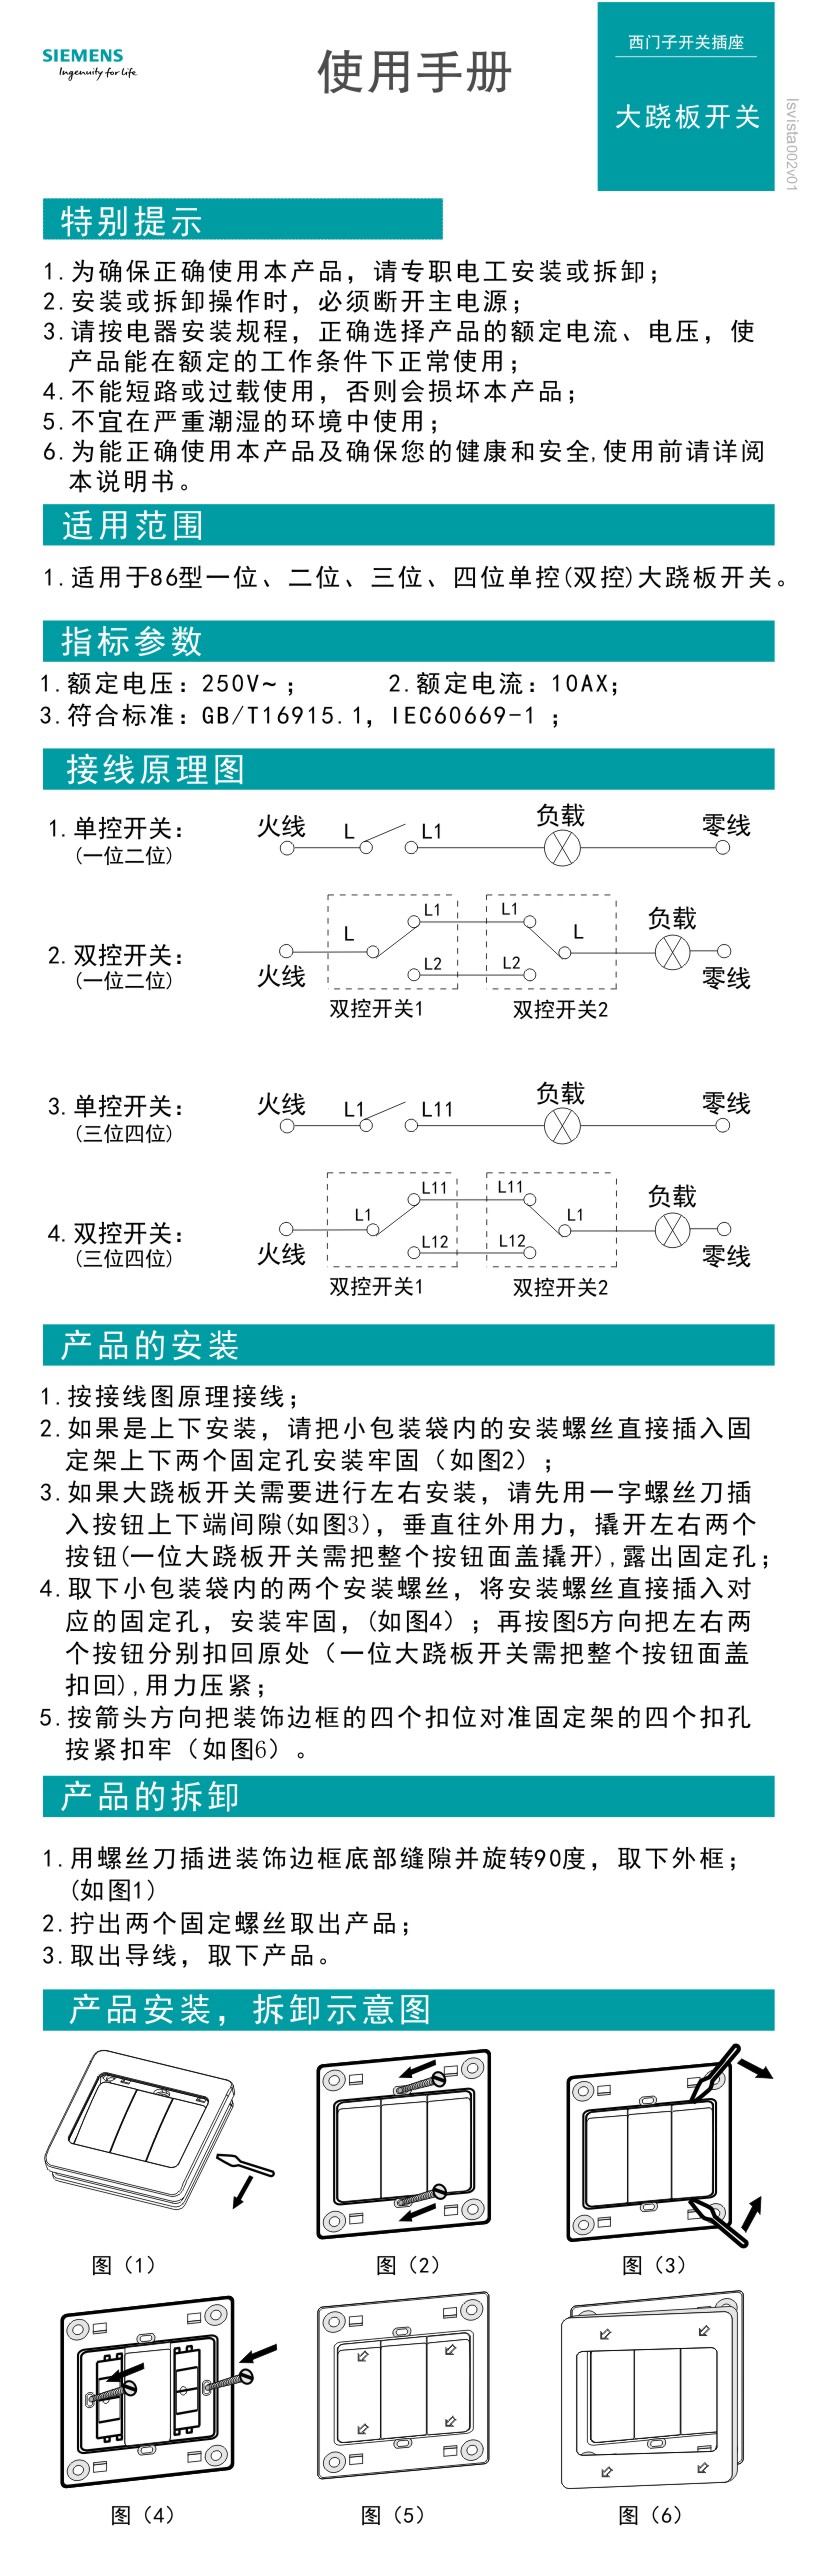 SIEMENS
Ingenuity for life
使用手册
西门子开关插座
大跷板开关
lsvista002v01
特别提示
1.为确保正确使用本产品，请专职电工安装或拆卸；
2.安装或拆卸操作时，必须断开主电源；
3.请按电器安装规程，正确选择产品的额定电流、电压，使
产品能在额定的工作条件下正常使用；
4.不能短路或过载使用，否则会损坏本产品；
5.不宜在严重潮湿的环境中使用；
6.为能正确使用本产品及确保您的健康和安全,使用前请详阅
本说明书。
适用范围
1.适用于86型一位、二位、三位、四位单控(双控)大跷板开关。
指标参数
1.额定电压：250V~； 2.额定电流：10AX；
3.符合标准：GB/T16915.1，IEC60669-1 ；
接线原理图
1.单控开关：
(一位二位)
火线 L L1 负载 零线
2.双控开关：
(一位二位)
火线 L L1 L2 L1 L2 L 负载 零线
双控开关1 双控开关2
3.单控开关：
(三位四位)
火线 L1 L11 负载 零线
4.双控开关：
(三位四位)
火线 L1 L11 L12 L11 L12 L1 负载 零线
双控开关1 双控开关2
产品的安装
1.按接线图原理接线；
2.如果是上下安装，请把小包装袋内的安装螺丝直接插入固
定架上下两个固定孔安装牢固（如图2）；
3.如果大跷板开关需要进行左右安装，请先用一字螺丝刀插
入按钮上下端间隙(如图3)，垂直往外用力，撬开左右两个
按钮(一位大跷板开关需把整个按钮面盖撬开),露出固定孔；
4.取下小包装袋内的两个安装螺丝，将安装螺丝直接插入对
应的固定孔，安装牢固，(如图4）；再按图5方向把左右两
个按钮分别扣回原处（一位大跷板开关需把整个按钮面盖
扣回),用力压紧；
5.按箭头方向把装饰边框的四个扣位对准固定架的四个扣孔
按紧扣牢（如图6）。
产品的拆卸
1.用螺丝刀插进装饰边框底部缝隙并旋转90度，取下外框；
(如图1)
2.拧出两个固定螺丝取出产品；
3.取出导线，取下产品。
产品安装，拆卸示意图
图（1） 图（2） 图（3）
图（4） 图（5） 图（6）